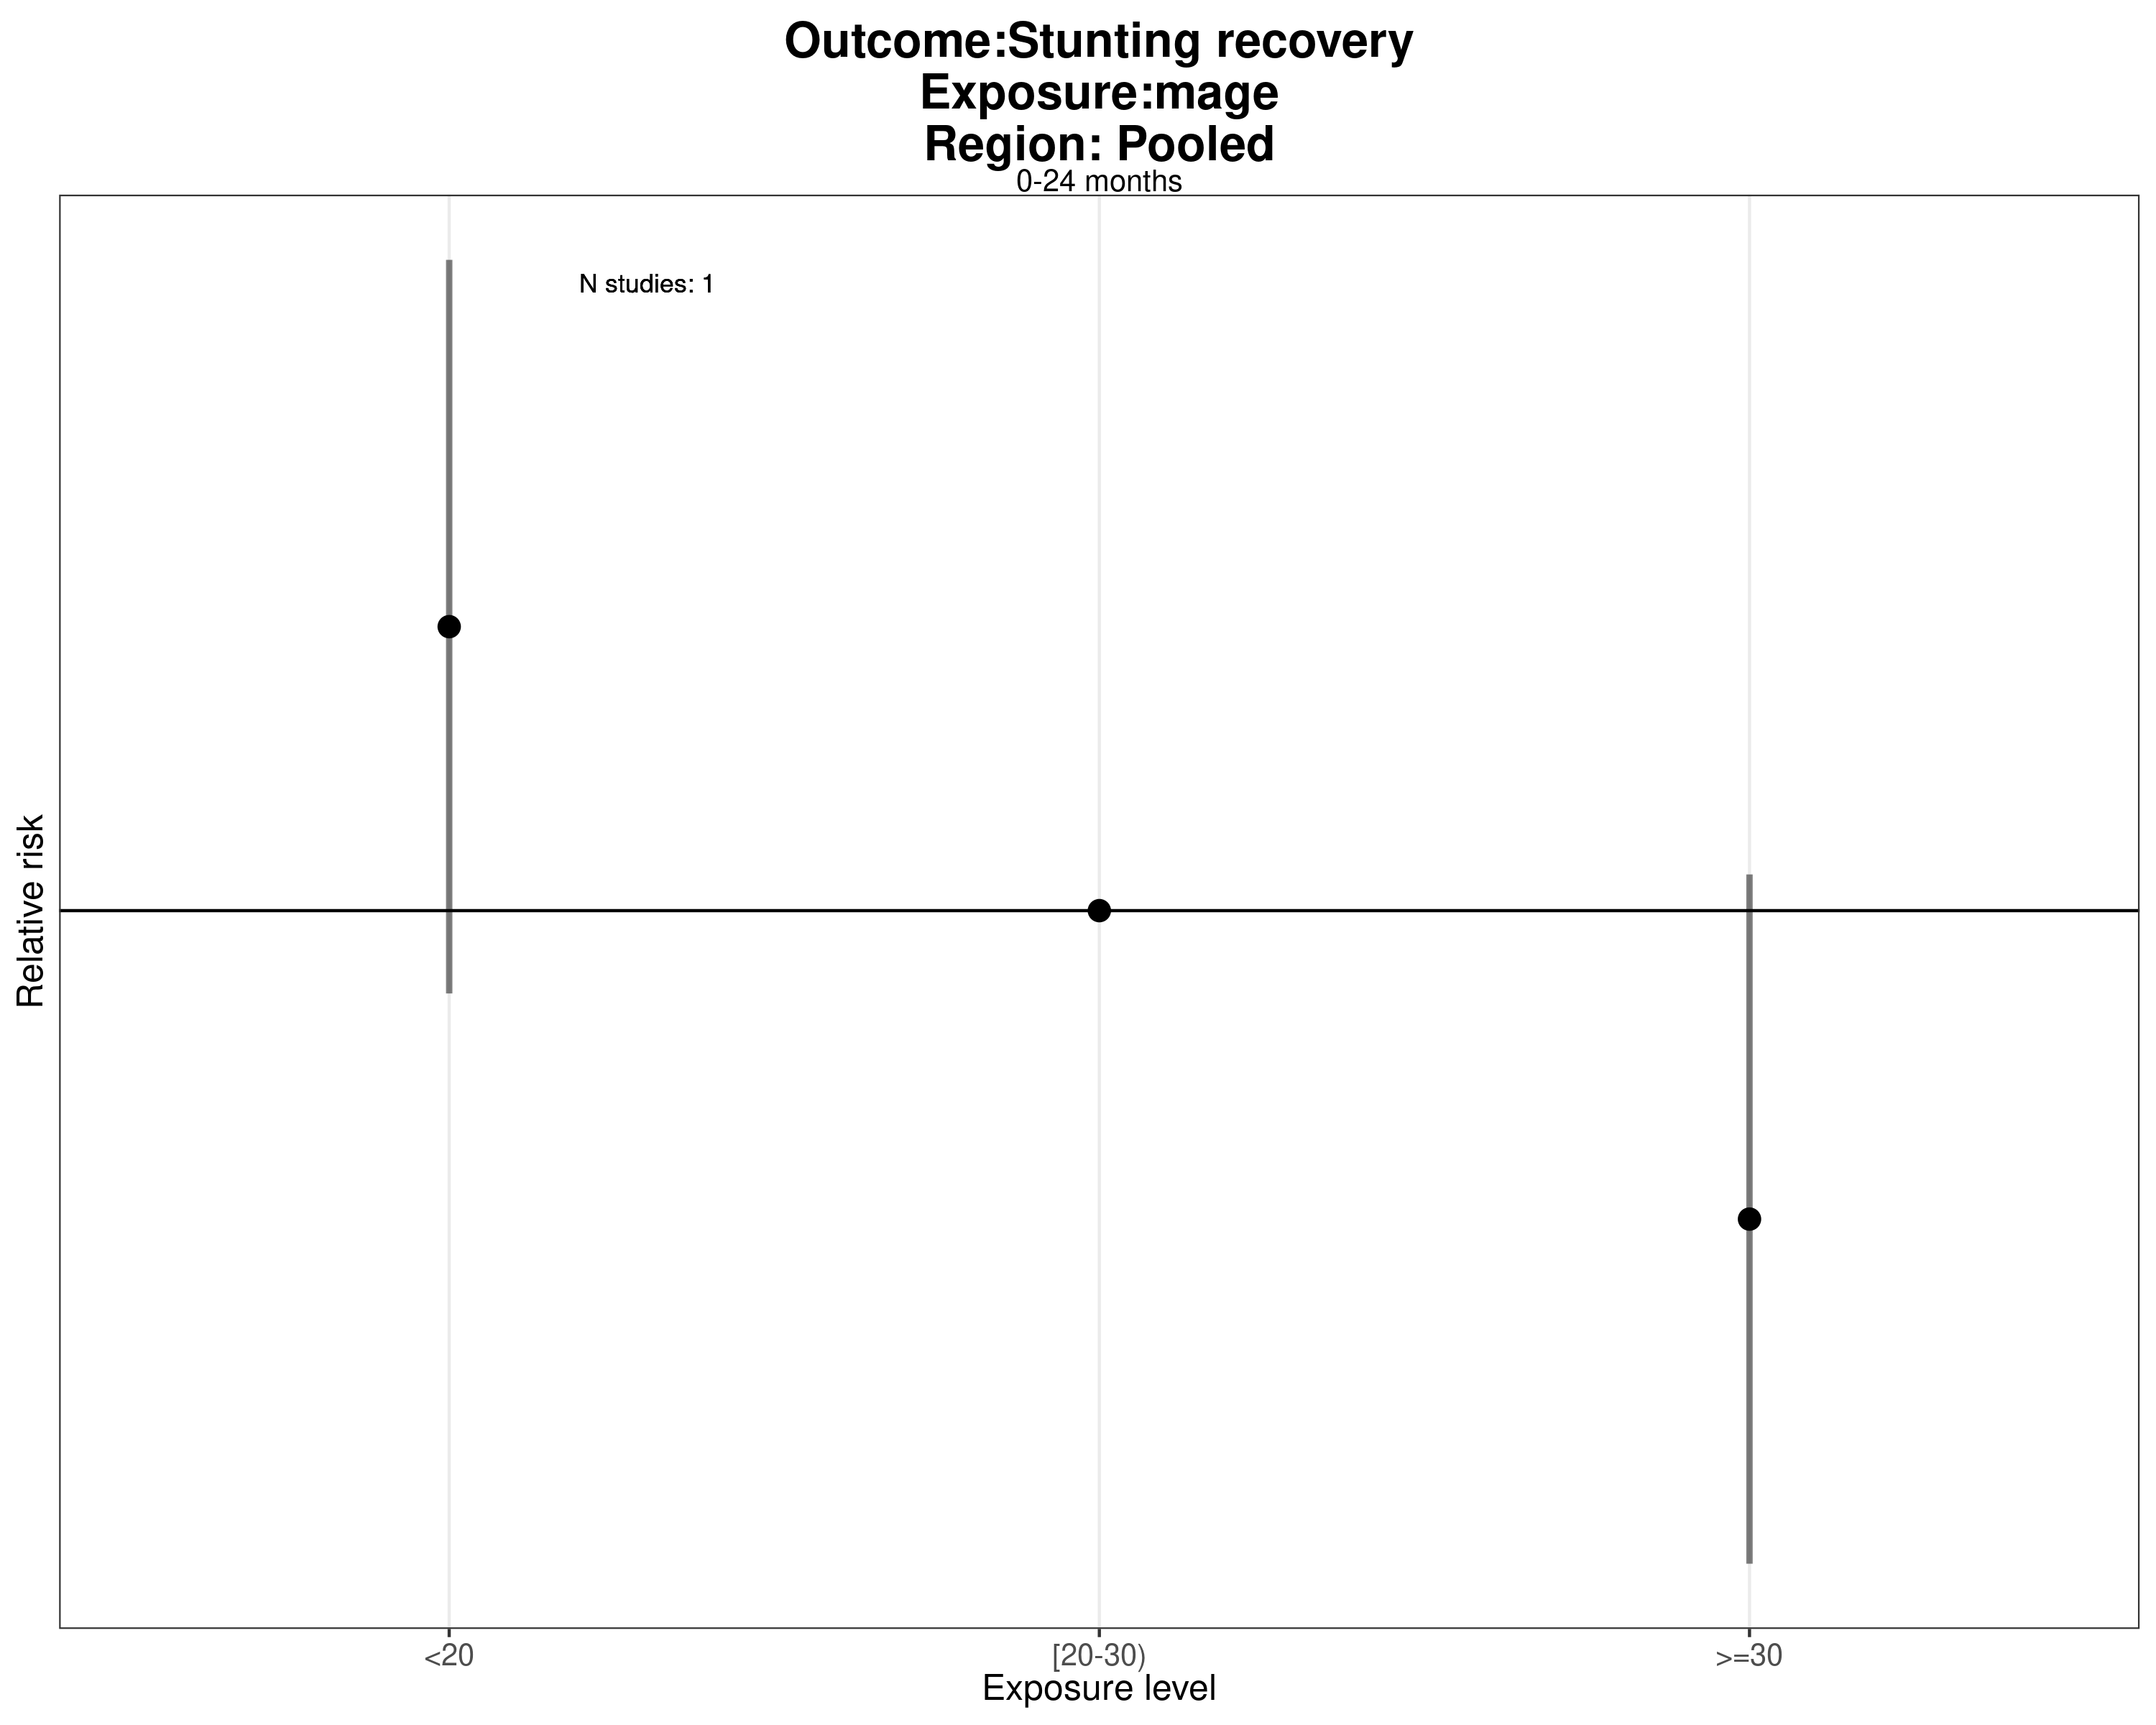 Outcome:Stunting recovery
Exposure:mage
Region: Pooled
0-24 months
N studies: 1
Relative risk
<20
[20-30)
>=30
Exposure level